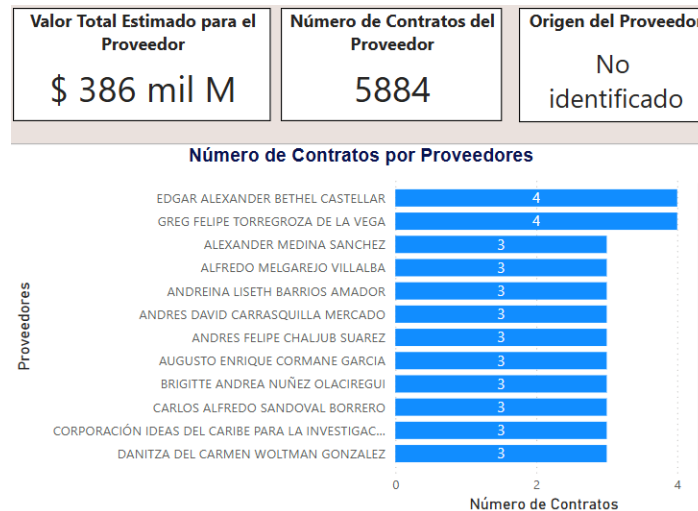 Valor Total Estimado para el
Proveedor
$ 386 mil M
Número de Contratos del
Proveedor
5884
Origen del Proveedor
No
identificado
Número de Contratos por Proveedores
Proveedores
EDGAR ALEXANDER BETHEL CASTELLAR 4
GREG FELIPE TORREGROZA DE LA VEGA 4
ALEXANDER MEDINA SANCHEZ 3
ALFREDO MELGAREJO VILLALBA 3
ANDREINA LISETH BARRIOS AMADOR 3
ANDRES DAVID CARRASQUILLA MERCADO 3
ANDRES FELIPE CHALJUB SUAREZ 3
AUGUSTO ENRIQUE CORMANE GARCIA 3
BRIGITTE ANDREA NUÑEZ OLACIREGUI 3
CARLOS ALFREDO SANDOVAL BORRERO 3
CORPORACIÓN IDEAS DEL CARIBE PARA LA INVESTIGAC... 3
DANITZA DEL CARMEN WOLTMAN GONZALEZ 3
0 2 4
Número de Contratos